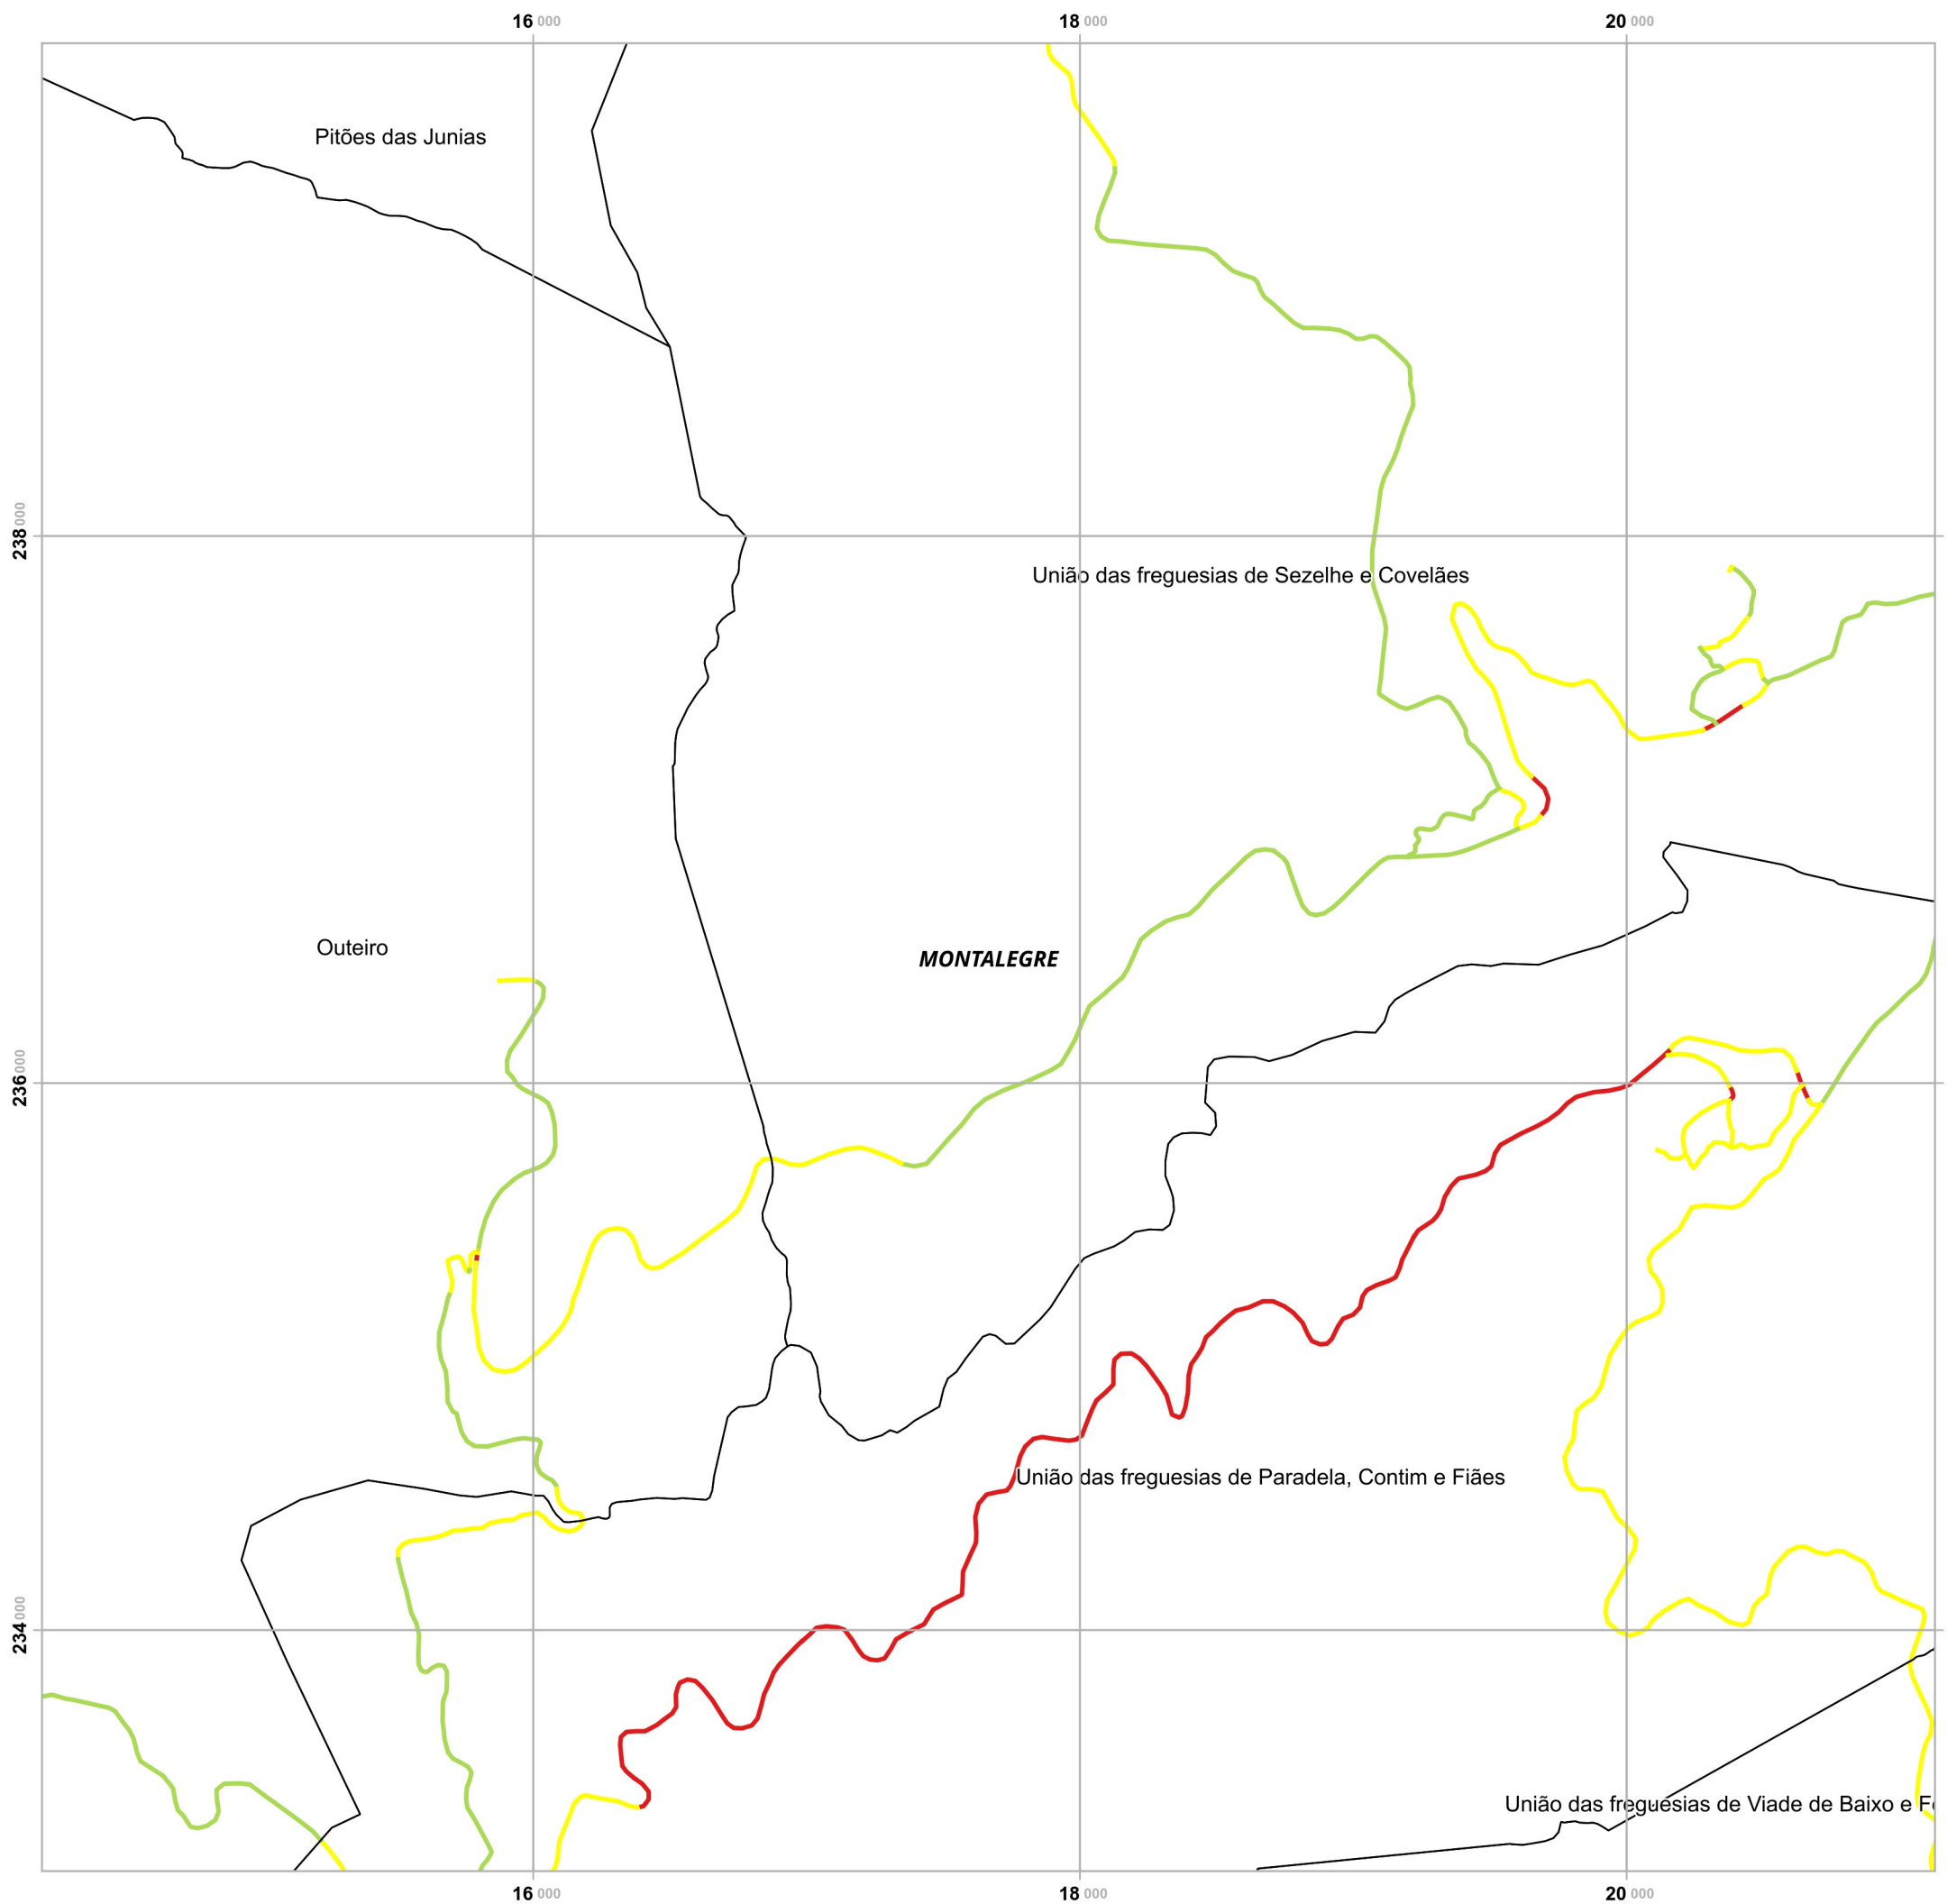 16 000
18 000
20 000
Pitões das Junias
238 000
União das freguesias de Sezelhe e Covelães
Outeiro
MONTALEGRE
236 000
União das freguesias de Paradela, Contim e Fiães
234 000
União das freguesias de Viade de Baixo e F
16 000
18 000
20 000